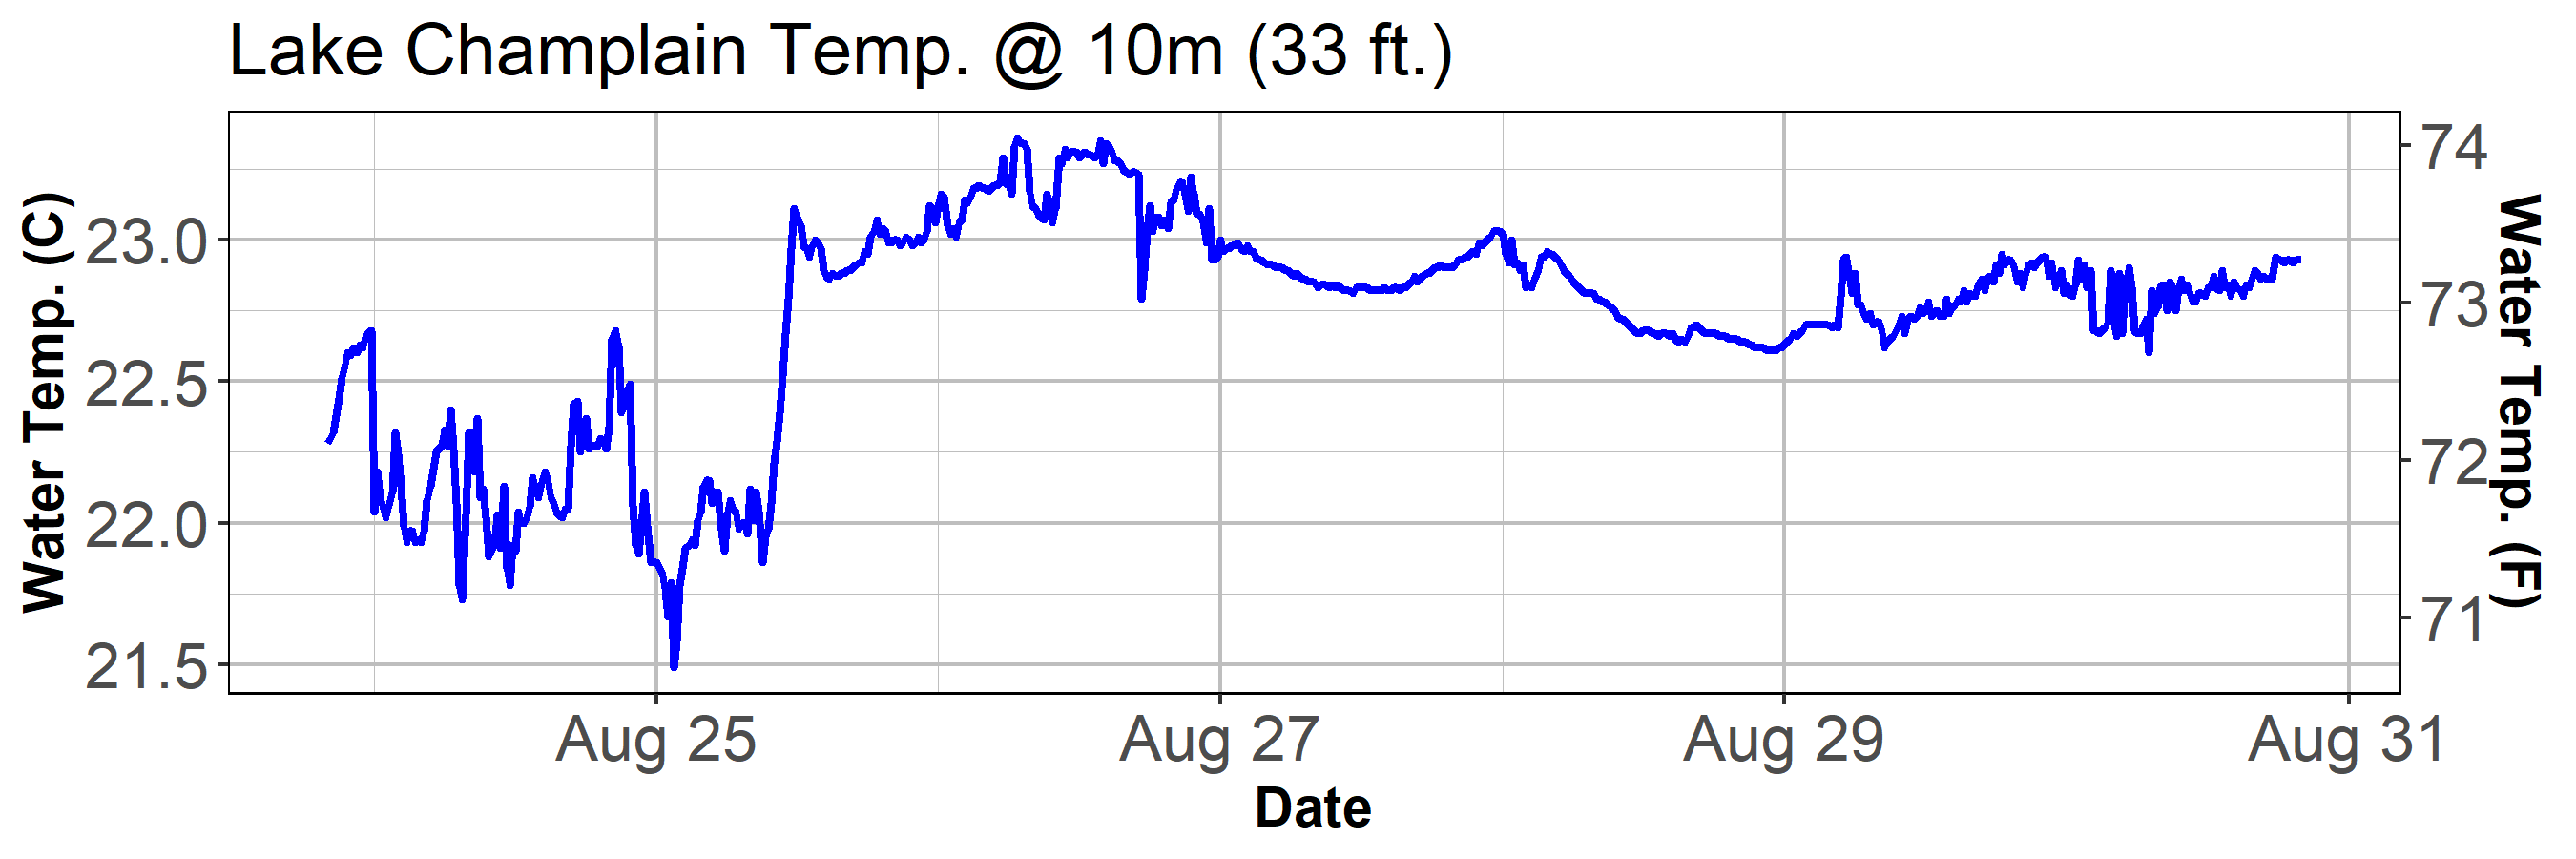 Lake Champlain Temp. @ 10m (33 ft.)
Water Temp. (C)
23.0
22.5
22.0
21.5
74
73
72
71
Water Temp. (F)
Aug 25
Aug 27
Aug 29
Aug 31
Date